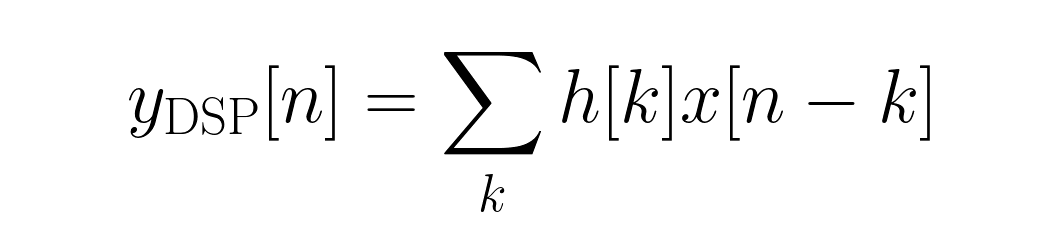 y_DSP[n] = ∑_k h[k]x[n − k]